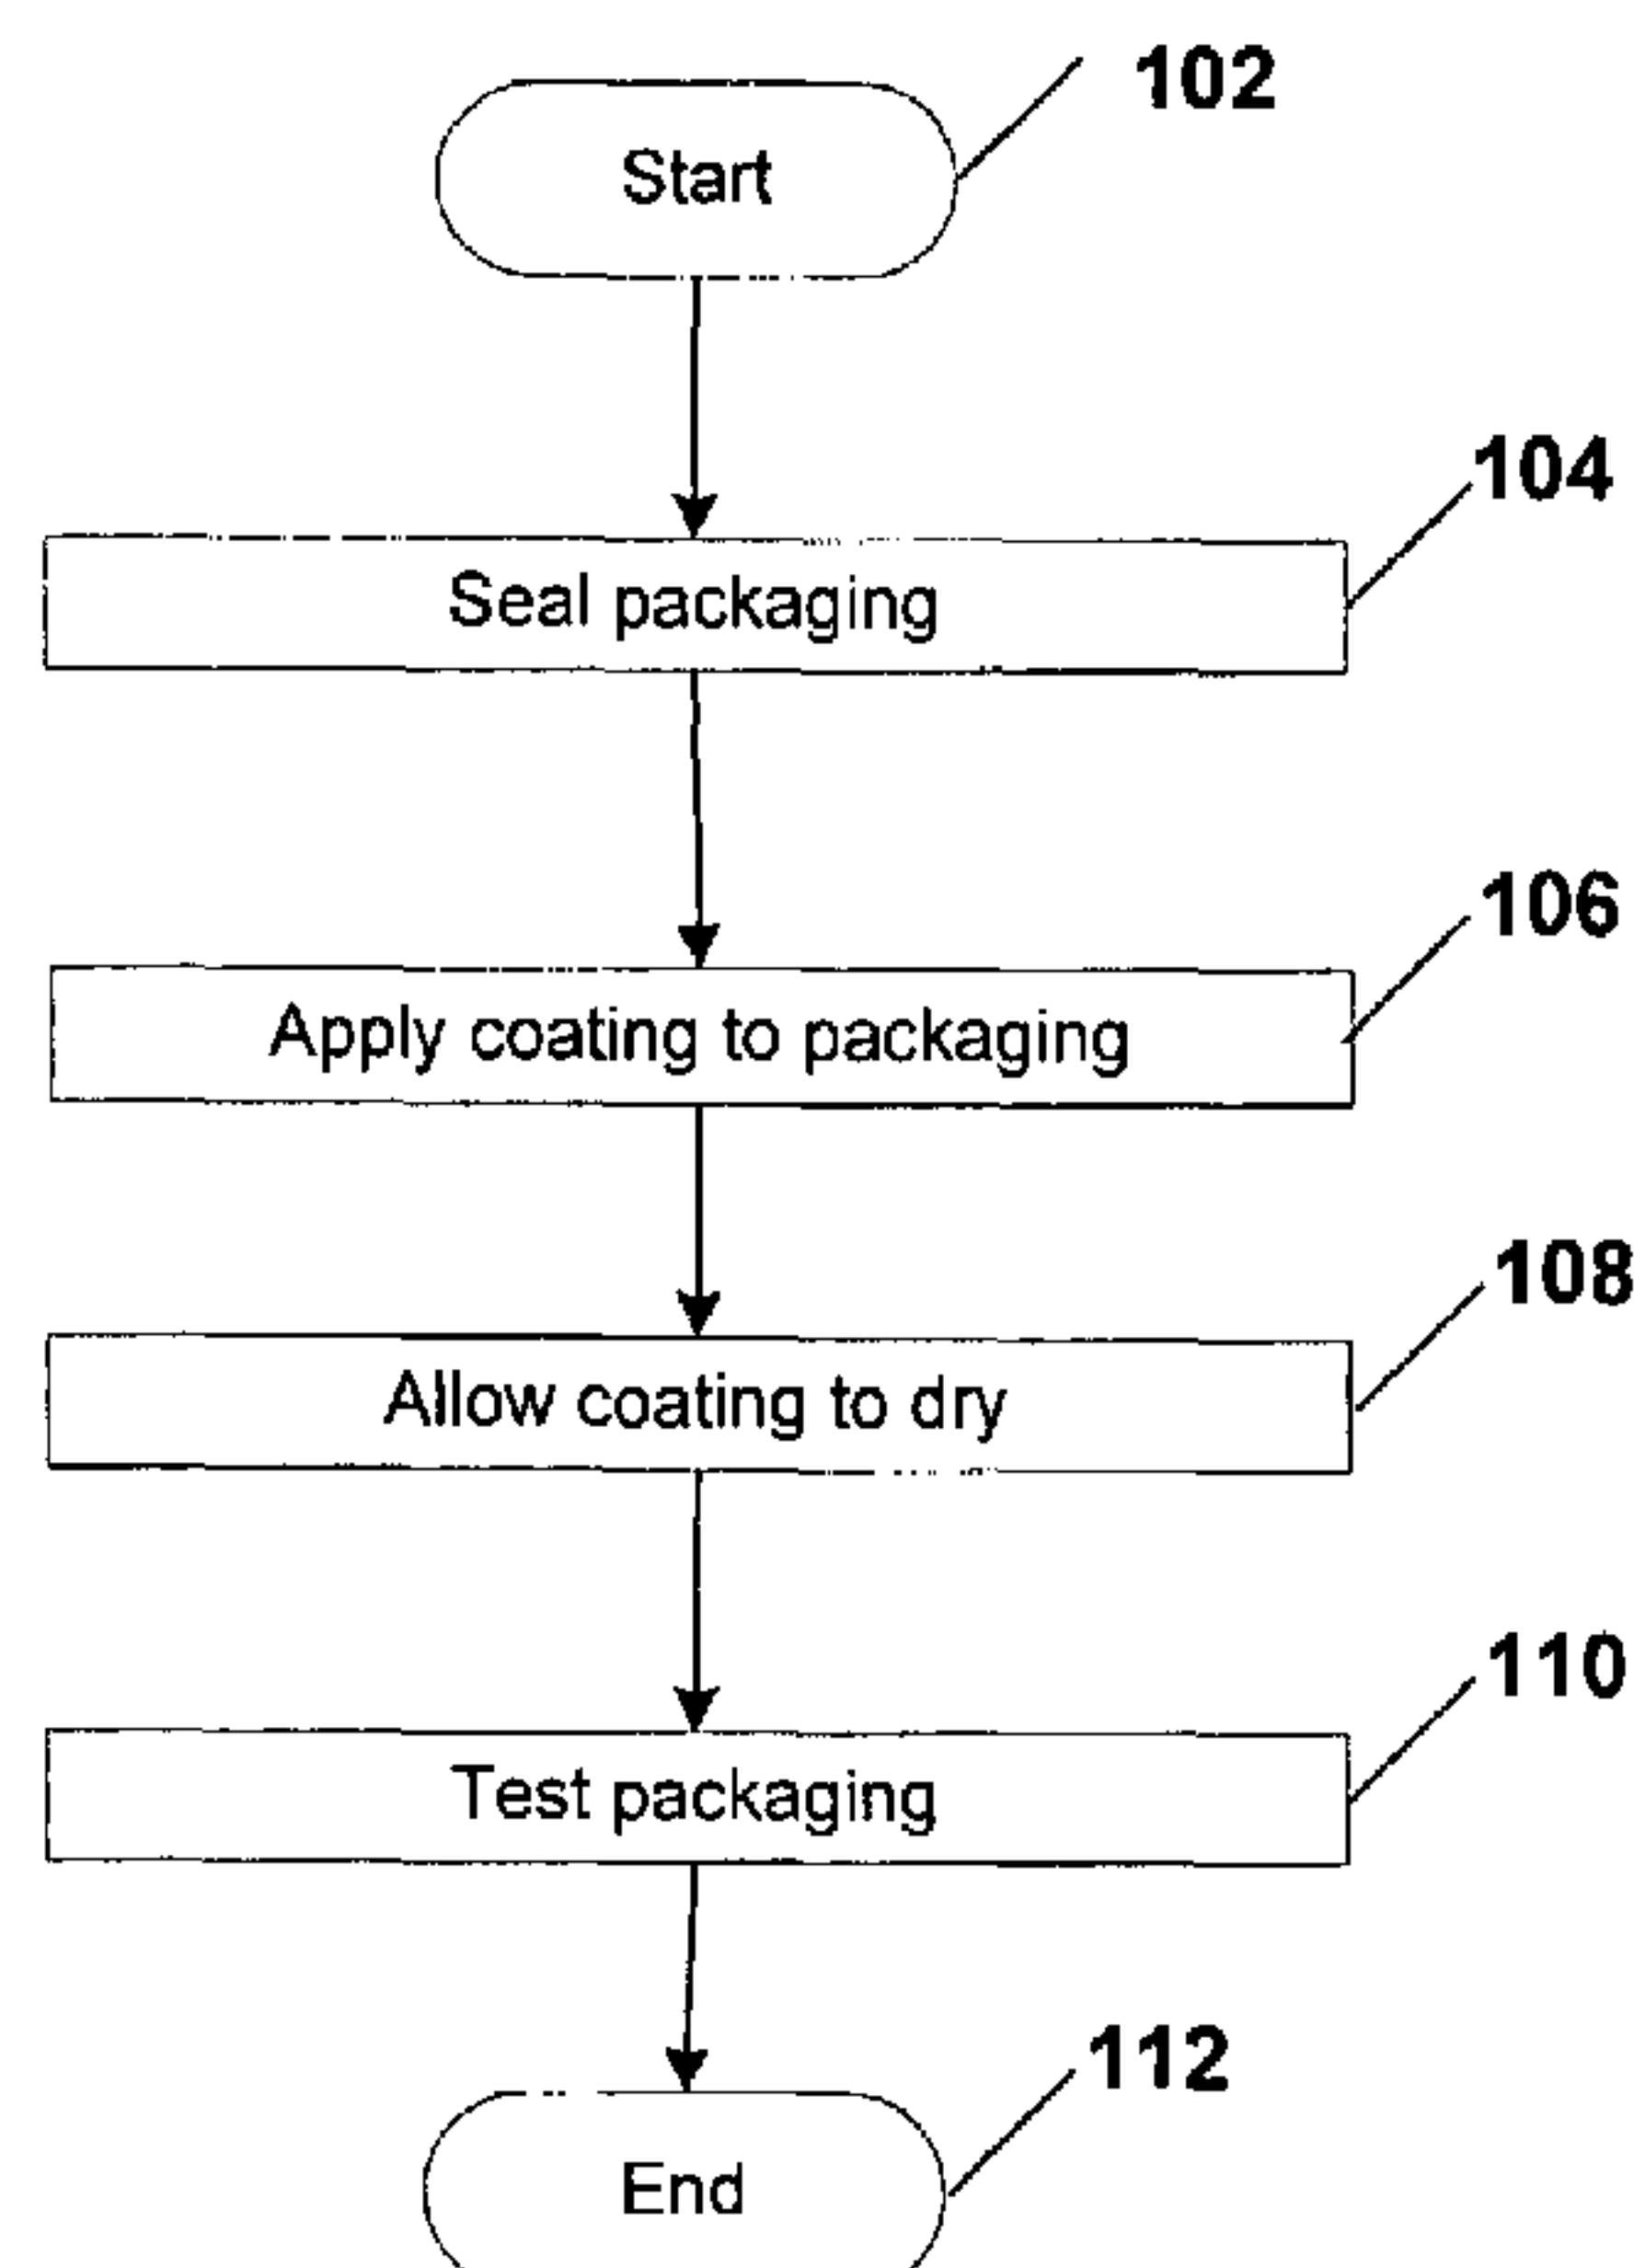 102
Start
104
Seal packaging
106
Apply coating to packaging
108
Allow coating to dry
110
Test packaging
112
End